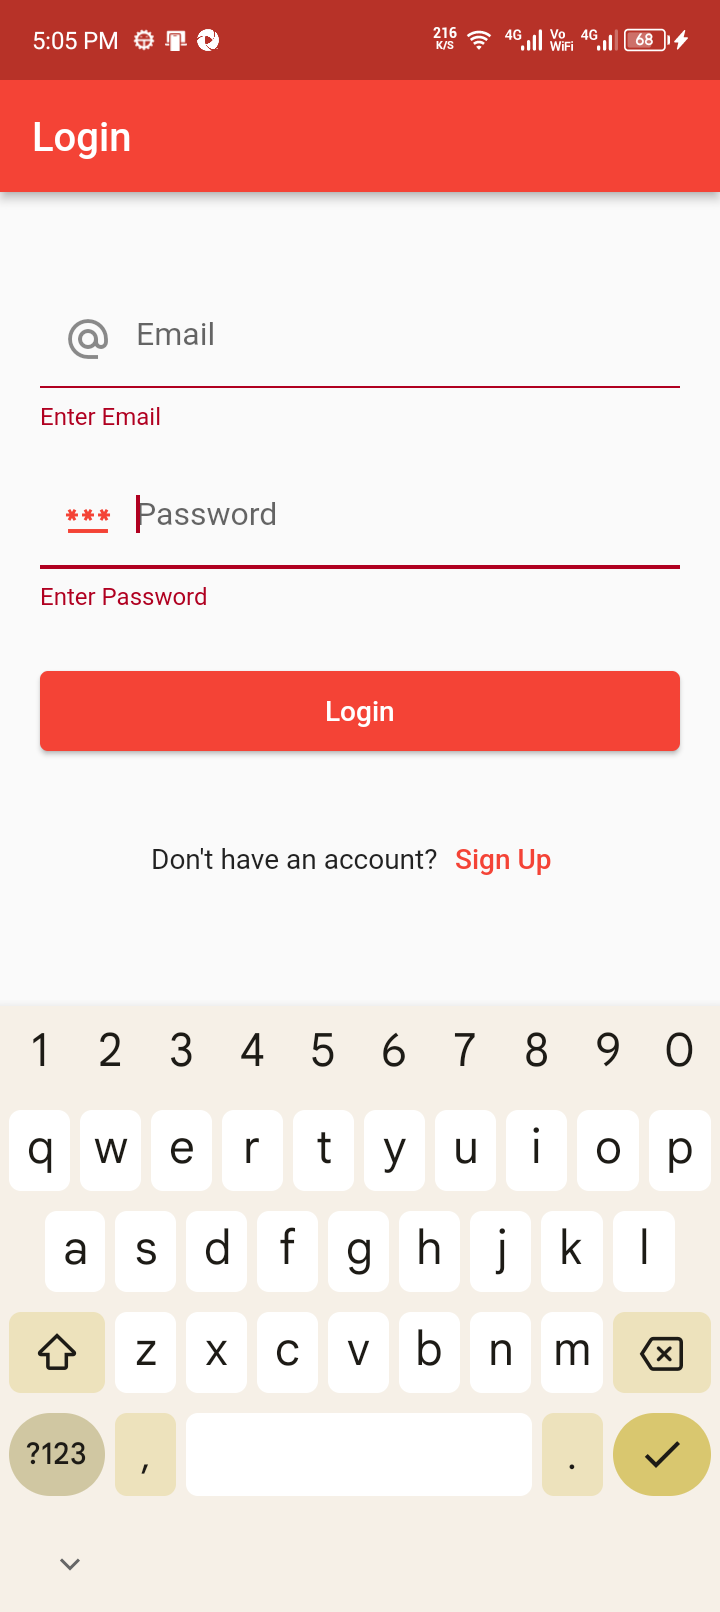 5:05 PM 216 K/S 4G Vo WiFi 4G 68
Login
Email
Enter Email
*** Password
Enter Password
Login
Don't have an account? Sign Up
1 2 3 4 5 6 7 8 9 0
q w e r t y u i o p
a s d f g h j k l
z x c v b n m
?123 , .